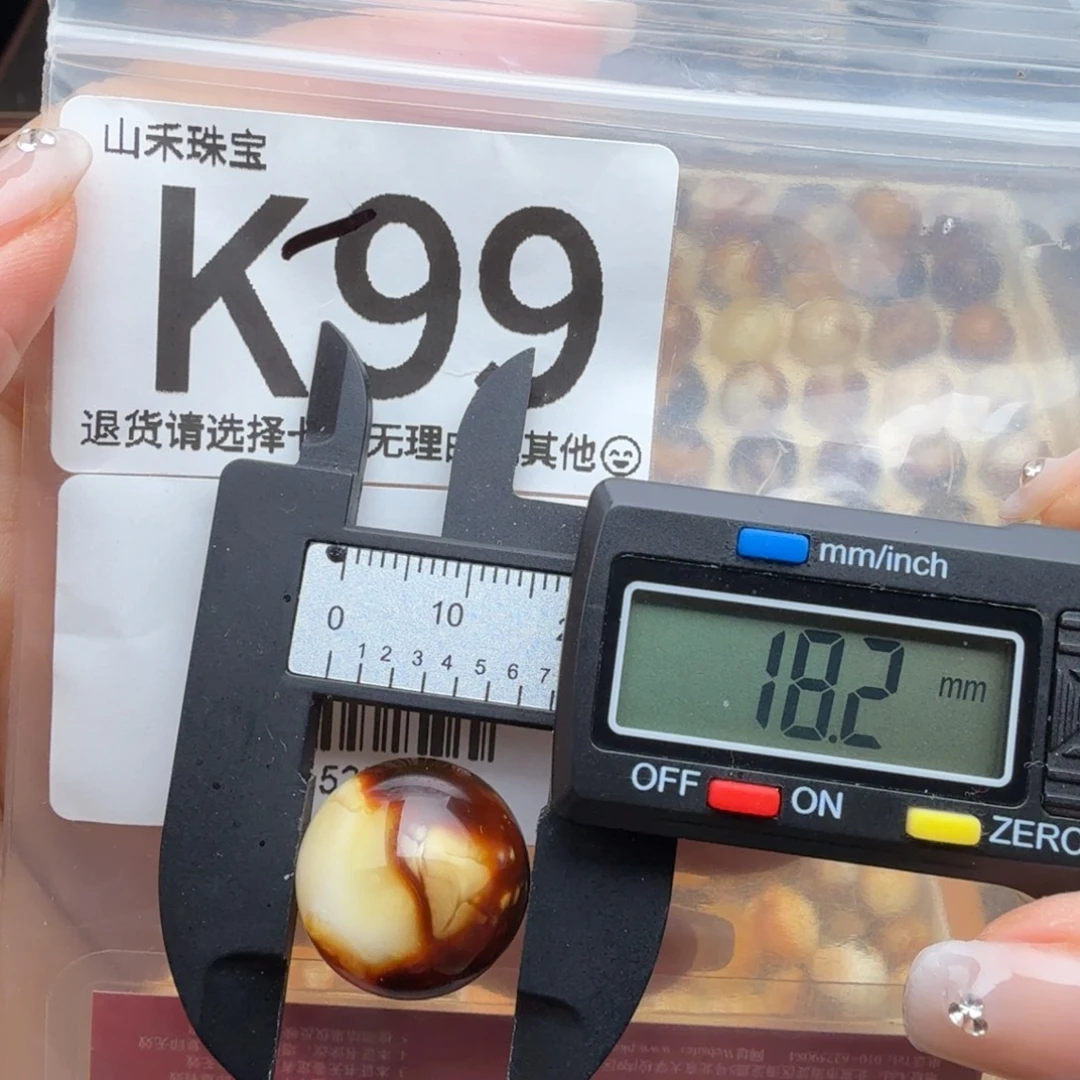 山禾珠宝
K99
退货请选择
无理
其他
mm/inch
18.2 mm
0 10
1 2 3 4 5 6 7
OFF ON
ZERO
53